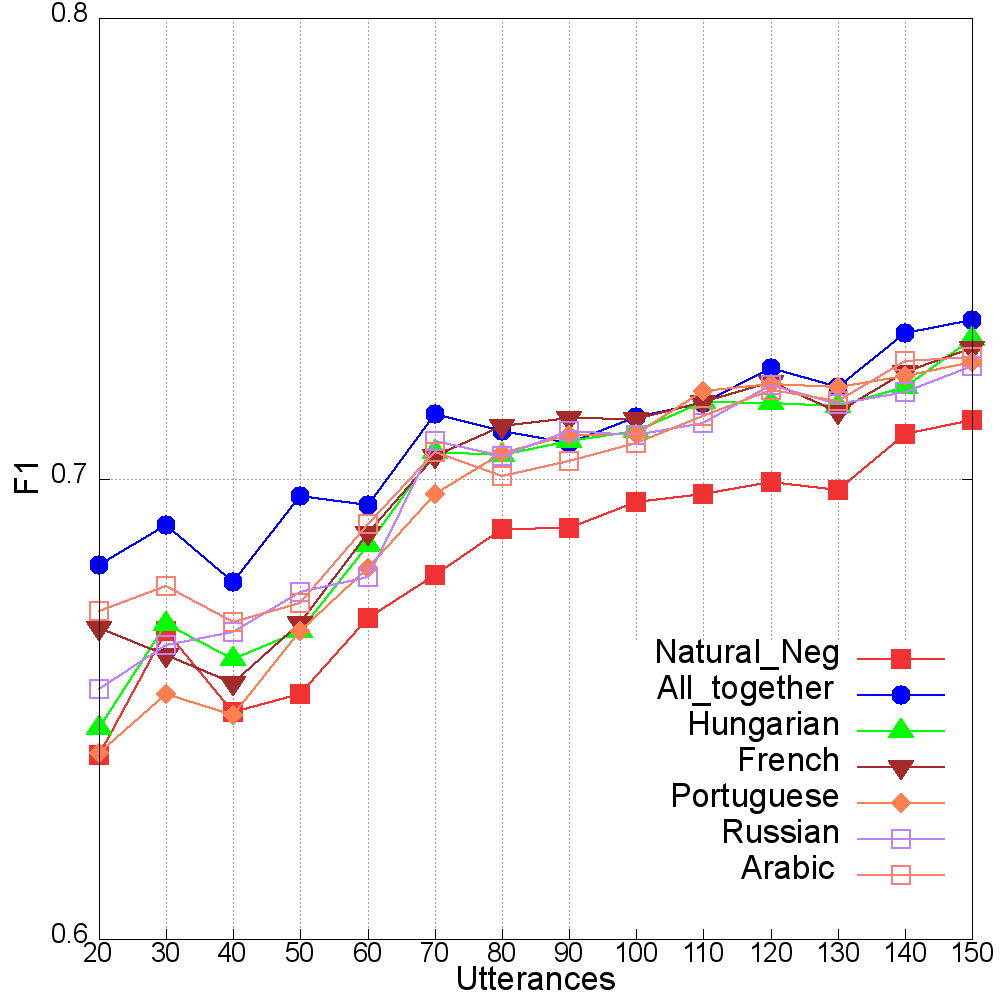 0.8
F1
0.7
Natural_Neg
All_together
Hungarian
French
Portuguese
Russian
Arabic
0.6
20 30 40 50 60 70 80 90 100 110 120 130 140 150
Utterances